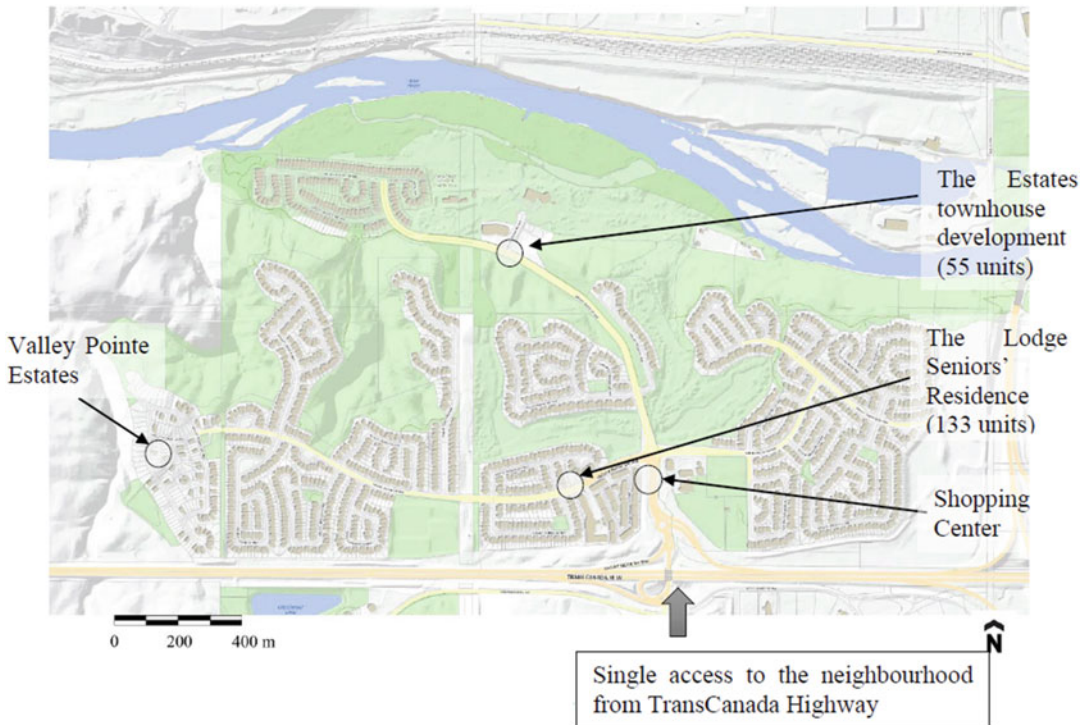 The Estates
townhouse
development
(55 units)
Valley Pointe
Estates
The Lodge
Seniors’
Residence
(133 units)
Shopping
Center
0 200 400 m
N
Single access to the neighbourhood
from TransCanada Highway